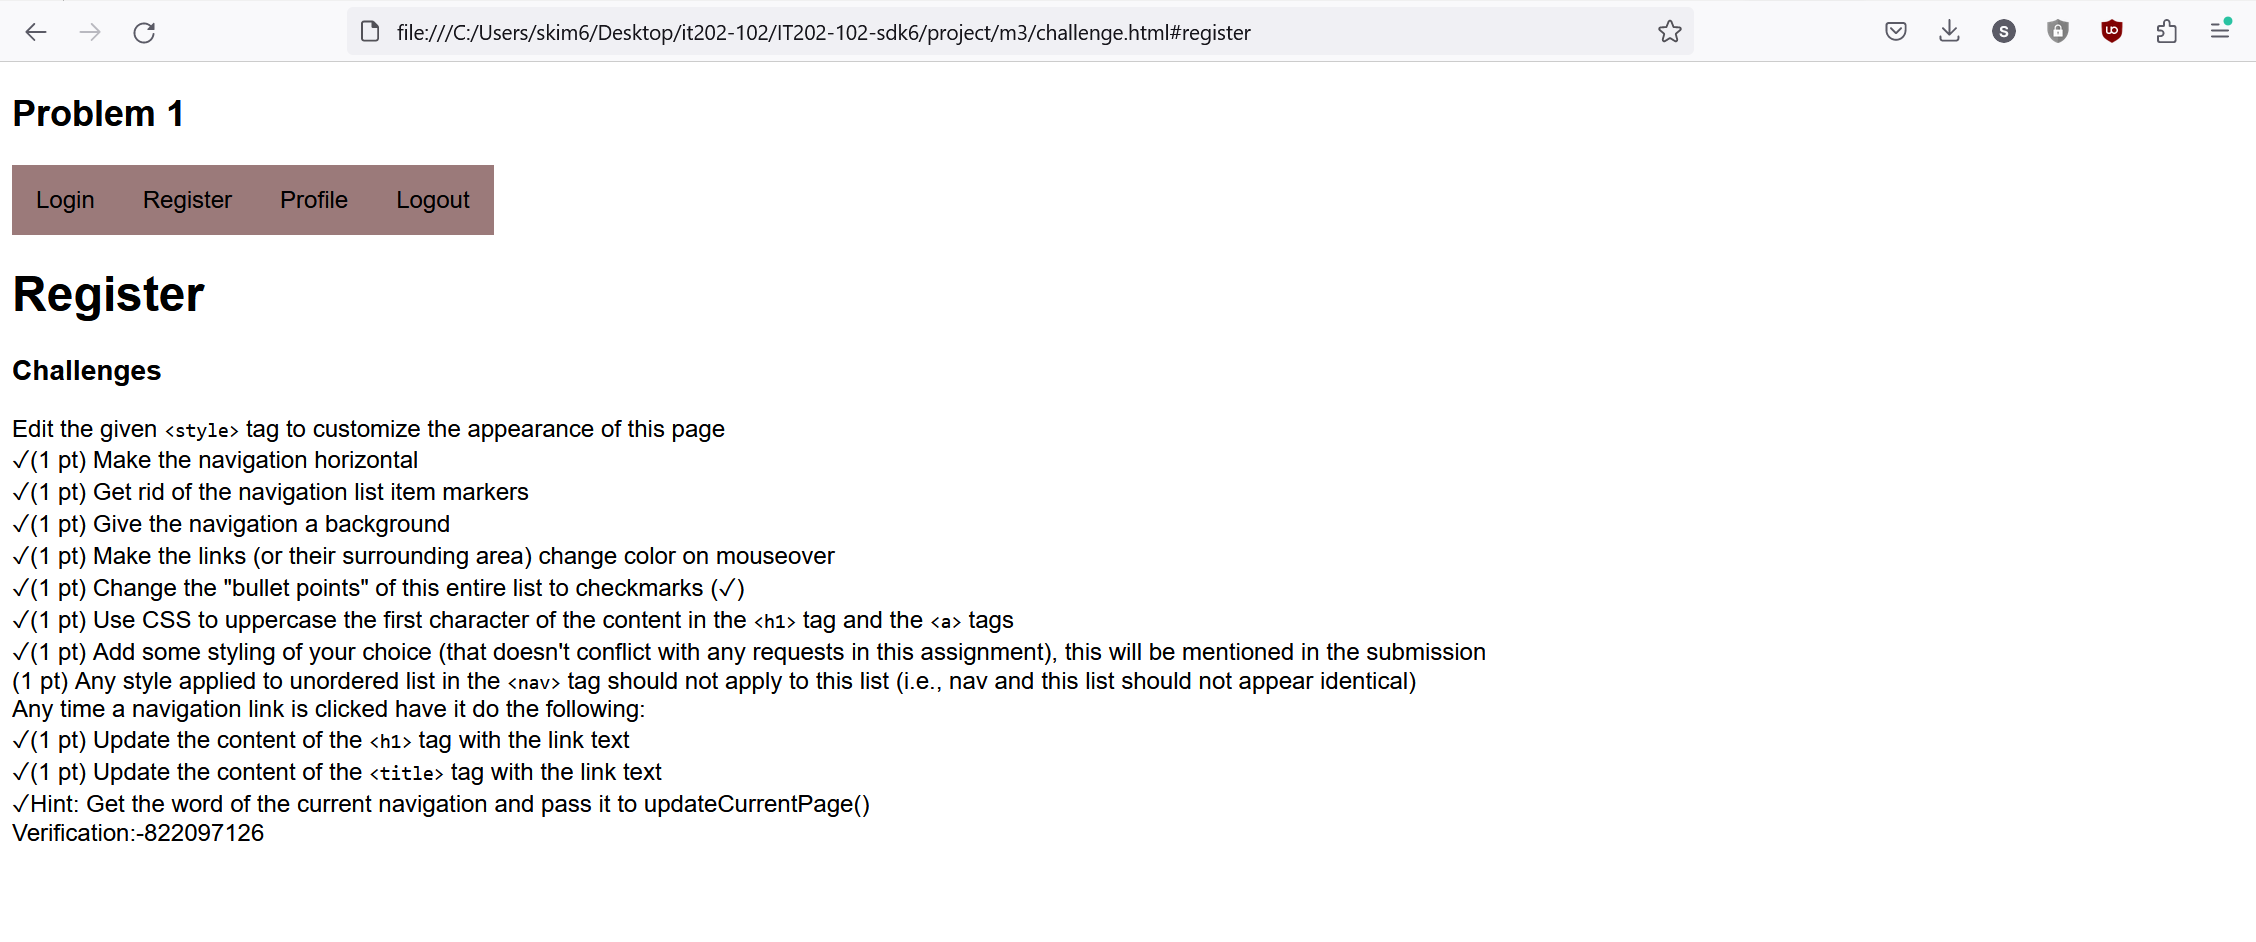 file:///C:/Users/skim6/Desktop/it202-102/IT202-102-sdk6/project/m3/challenge.html#register
S
Problem 1
Login Register Profile Logout
Register
Challenges
Edit the given <style> tag to customize the appearance of this page
✓(1 pt) Make the navigation horizontal
✓(1 pt) Get rid of the navigation list item markers
✓(1 pt) Give the navigation a background
✓(1 pt) Make the links (or their surrounding area) change color on mouseover
✓(1 pt) Change the "bullet points" of this entire list to checkmarks (✓)
✓(1 pt) Use CSS to uppercase the first character of the content in the <h1> tag and the <a> tags
✓(1 pt) Add some styling of your choice (that doesn't conflict with any requests in this assignment), this will be mentioned in the submission
(1 pt) Any style applied to unordered list in the <nav> tag should not apply to this list (i.e., nav and this list should not appear identical)
Any time a navigation link is clicked have it do the following:
✓(1 pt) Update the content of the <h1> tag with the link text
✓(1 pt) Update the content of the <title> tag with the link text
✓Hint: Get the word of the current navigation and pass it to updateCurrentPage()
Verification:-822097126